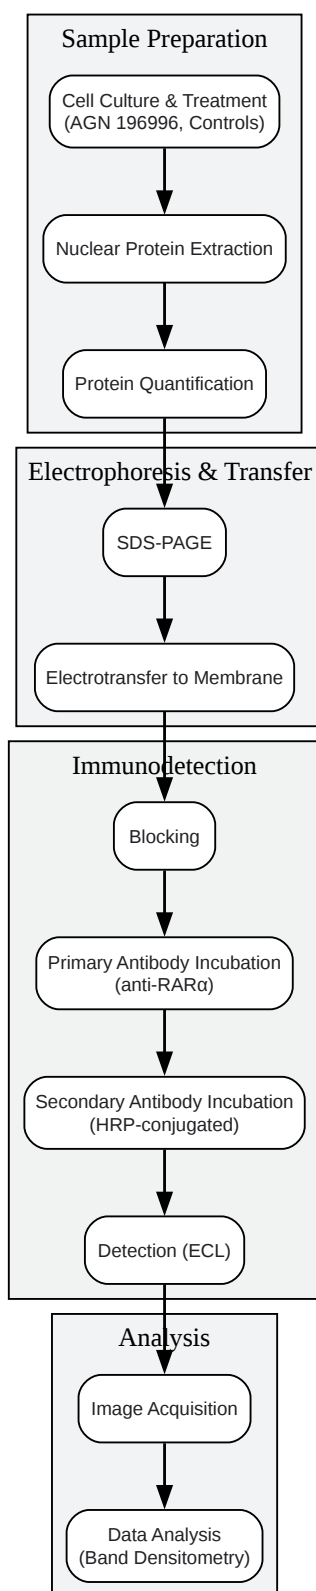 Sample Preparation
Cell Culture & Treatment
(AGN 196996, Controls)
Nuclear Protein Extraction
Protein Quantification
Electrophoresis & Transfer
SDS-PAGE
Electrotransfer to Membrane
Immunodetection
Blocking
Primary Antibody Incubation
(anti-RARα)
Secondary Antibody Incubation
(HRP-conjugated)
Detection (ECL)
Analysis
Image Acquisition
Data Analysis
(Band Densitometry)